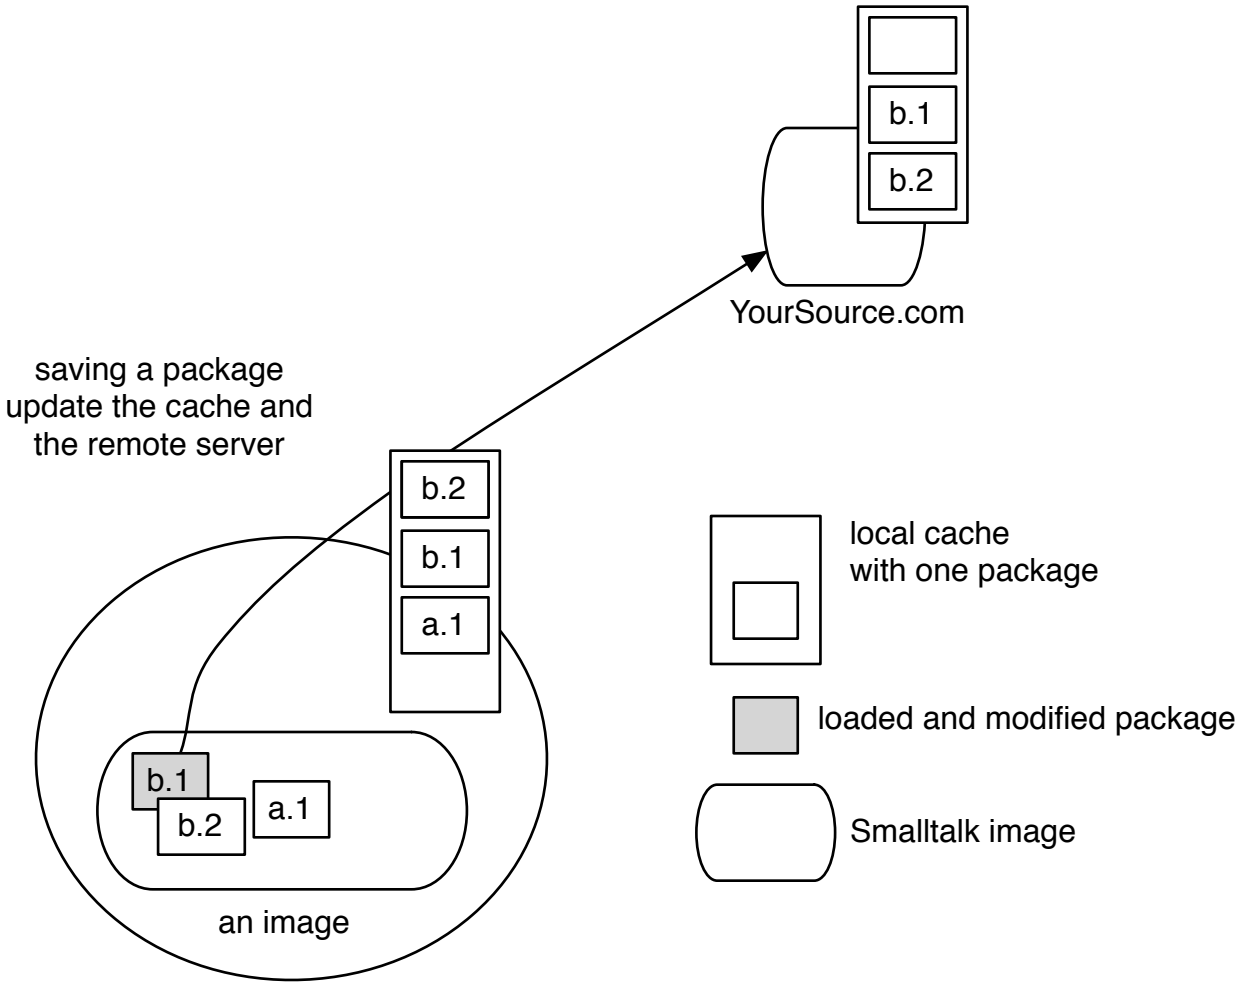 b.1
b.2
YourSource.com
saving a package
update the cache and
the remote server
b.2
b.1
a.1
local cache
with one package
loaded and modified package
b.1
b.2
a.1
Smalltalk image
an image